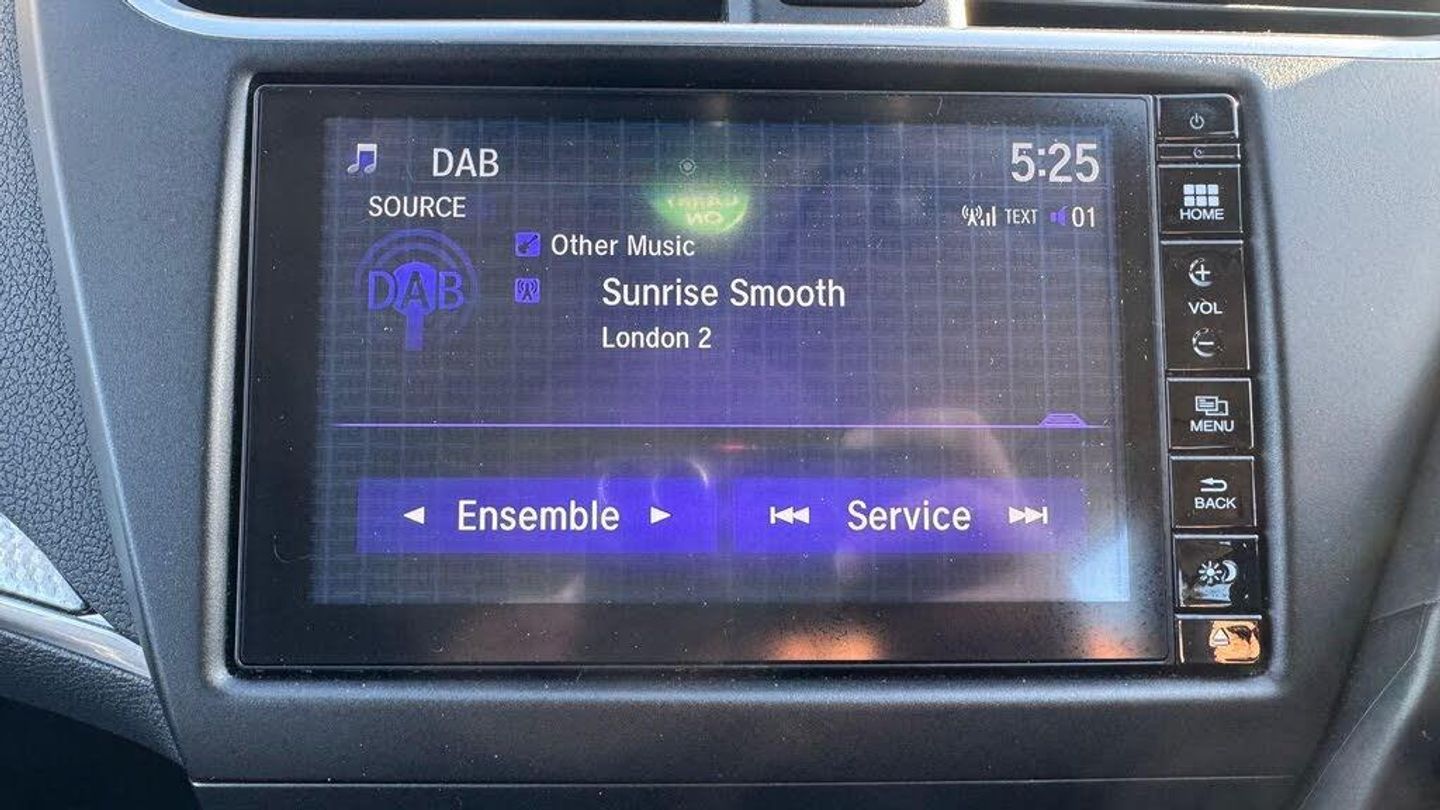 DAB
5:25
SOURCE
TEXT 01
Other Music
DAB
Sunrise Smooth
London 2
Ensemble
Service
HOME
VOL
MENU
BACK